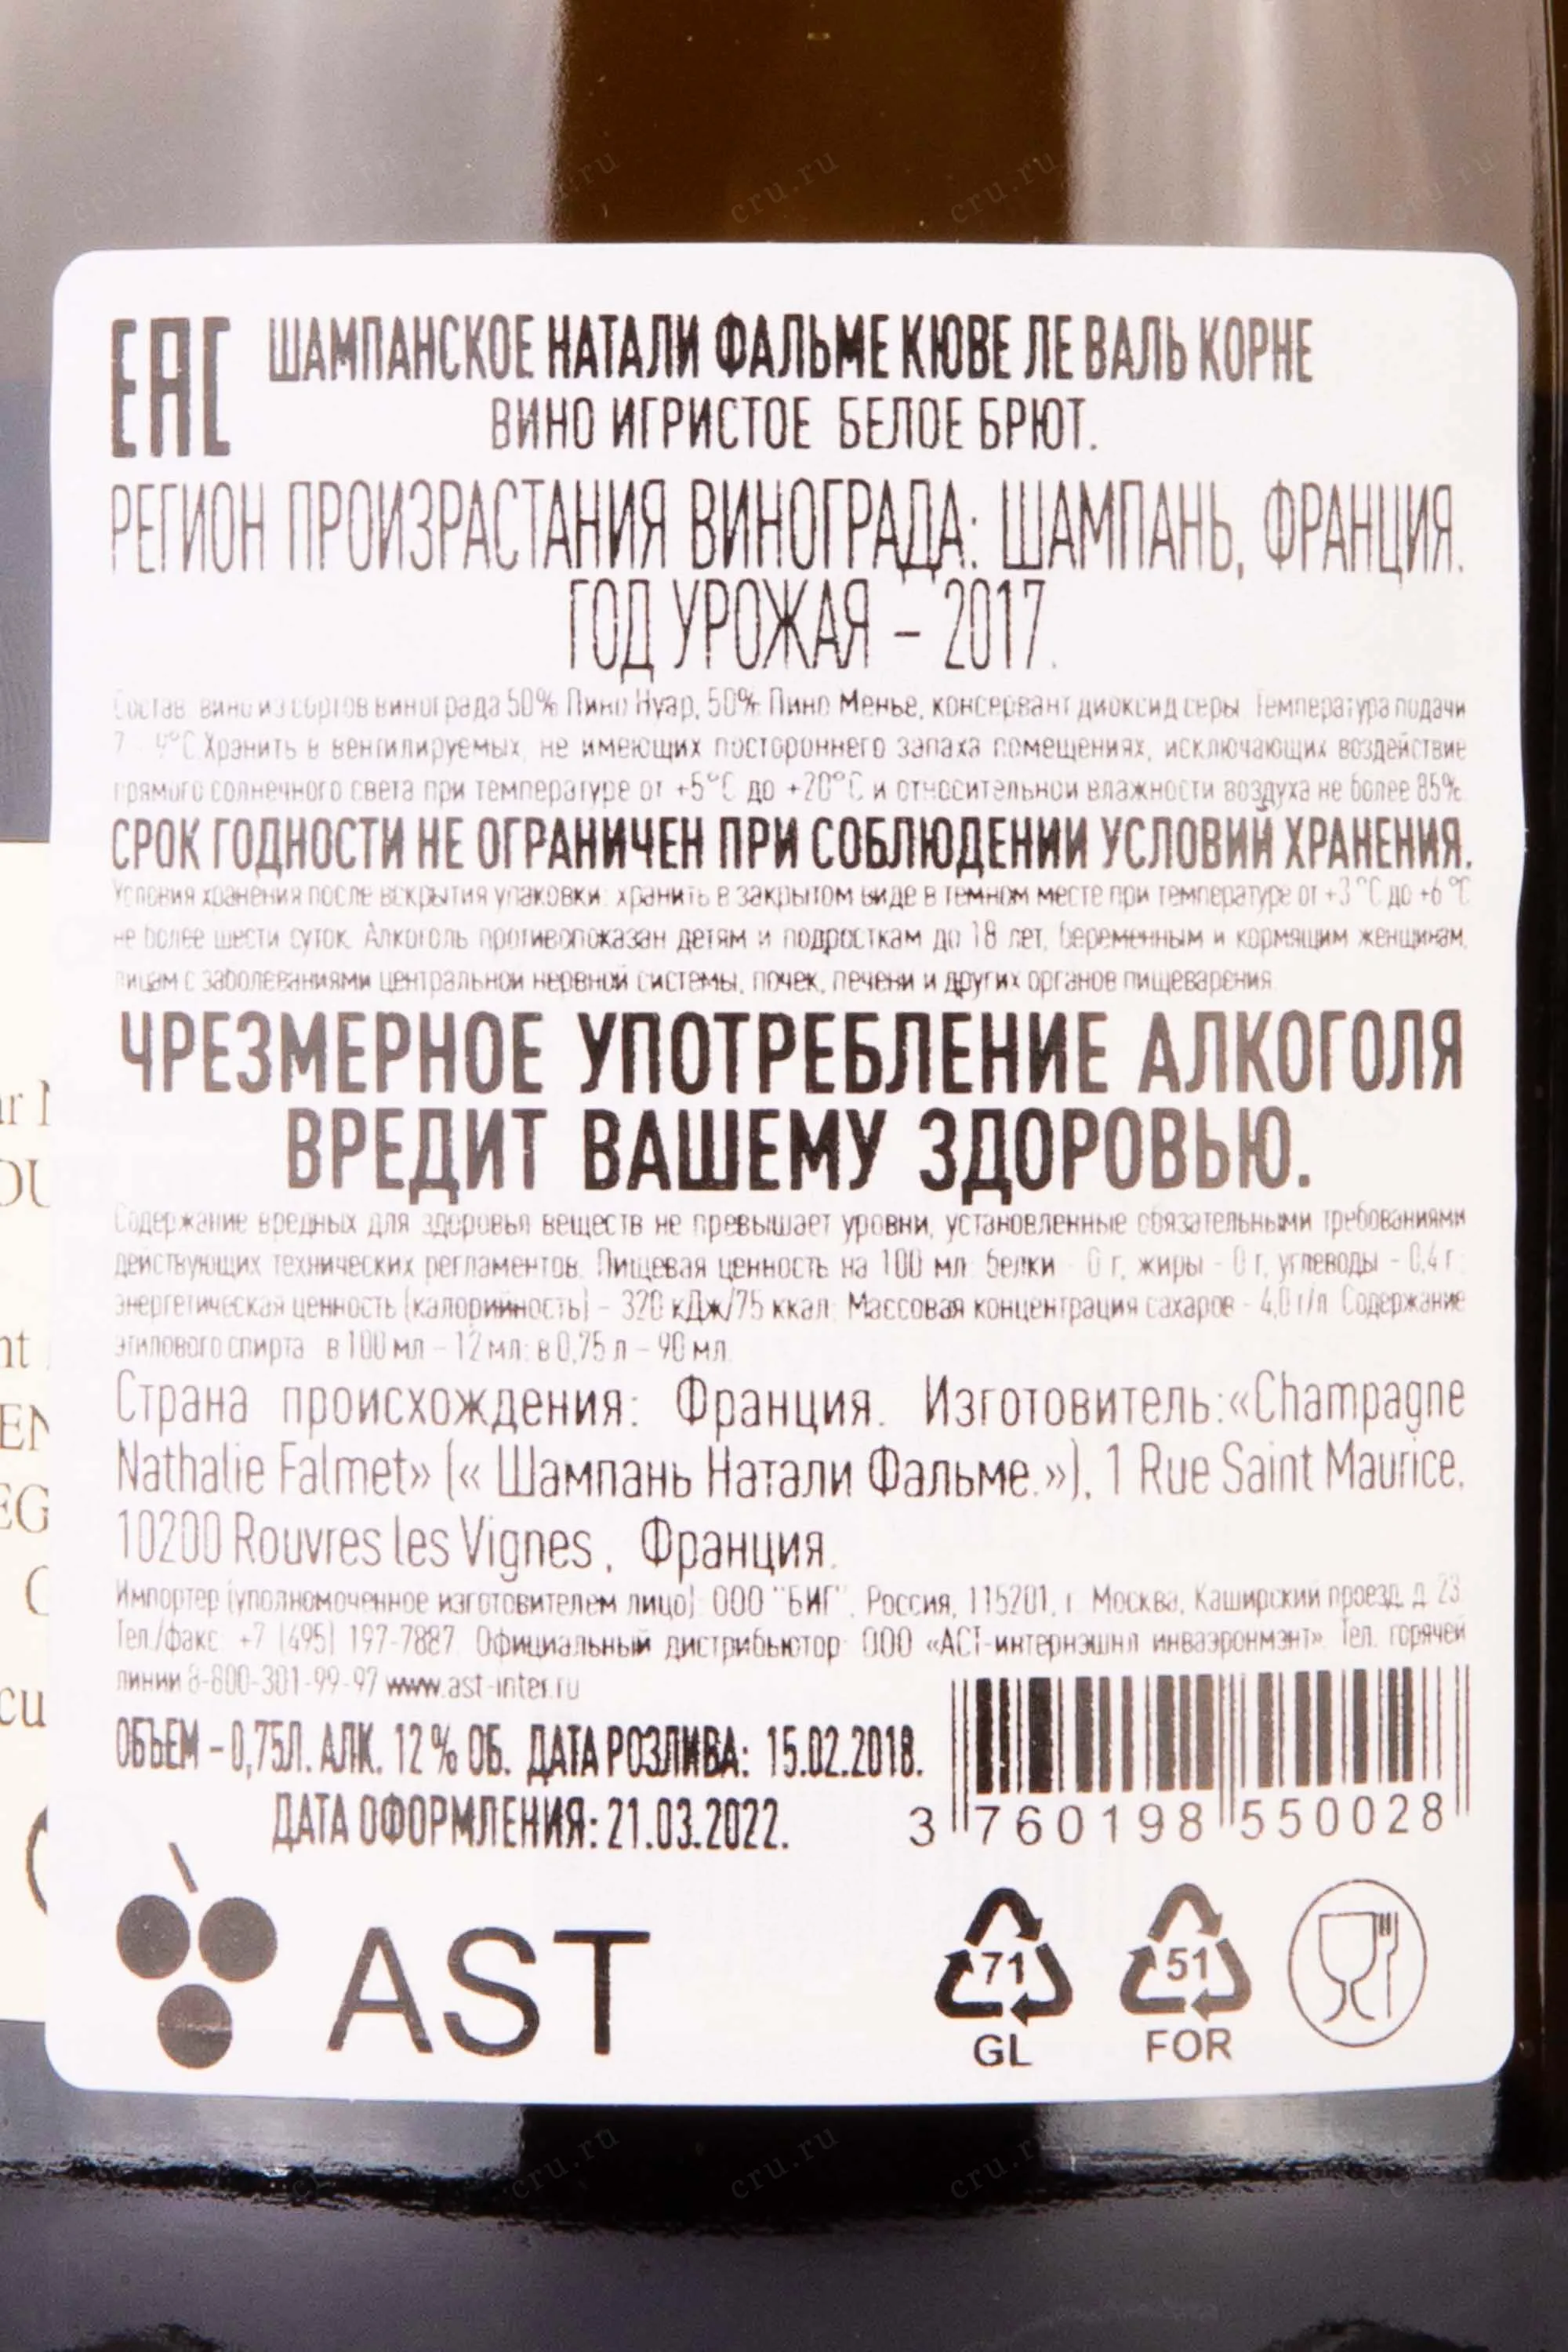 ЕАС ШАМПАНСКОЕ НАТАЛИ ФАЛЬМЕ КЮВЕ ЛЕ ВАЛЬ КОРНЕ
ВИНО ИГРИСТОЕ БЕЛОЕ БРЮТ.
РЕГИОН ПРОИЗРАСТАНИЯ ВИНОГРАДА: ШАМПАНЬ, ФРАНЦИЯ.
ГОД УРОЖАЯ – 2017.
Состав: вино из сортов винограда 50% Пино Нуар, 50% Пино Менье, консервант диоксид серы. Температура подачи
7 - 9°С. Хранить в вентилируемых, не имеющих постороннего запаха помещениях, исключающих воздействие
прямого солнечного света при температуре от +5°С до +20°С и относительной влажности воздуха не более 85%.
СРОК ГОДНОСТИ НЕ ОГРАНИЧЕН ПРИ СОБЛЮДЕНИИ УСЛОВИЙ ХРАНЕНИЯ.
Условия хранения после вскрытия упаковки: хранить в закрытом виде в темном месте при температуре от +3 °С до +6 °С
не более шести суток. Алкоголь противопоказан детям и подросткам до 18 лет, беременным и кормящим женщинам,
лицам с заболеваниями центральной нервной системы, почек, печени и других органов пищеварения.
ЧРЕЗМЕРНОЕ УПОТРЕБЛЕНИЕ АЛКОГОЛЯ
ВРЕДИТ ВАШЕМУ ЗДОРОВЬЮ.
Содержание вредных для здоровья веществ не превышает уровни, установленные обязательными требованиями
действующих технических регламентов. Пищевая ценность на 100 мл: белки - 0 г, жиры - 0 г, углеводы - 0,4 г;
энергетическая ценность (калорийность) – 320 кДж/75 ккал. Массовая концентрация сахаров - 4,0 г/л. Содержание
этилового спирта: в 100 мл – 12 мл; в 0,75 л – 90 мл.
Страна происхождения: Франция. Изготовитель:«Champagne
Nathalie Falmet» (« Шампань Натали Фальме.»), 1 Rue Saint Maurice,
10200 Rouvres les Vignes, Франция.
Импортер (уполномоченное изготовителем лицо): ООО "БИГ". Россия, 115201, г. Москва, Каширский проезд, д. 23.
Тел./факс: +7 (495) 197-7887. Официальный дистрибьютор: ООО «АСТ-интернэшнл инваэронмэнт». Тел. горячей
линии 8-800-301-99-97 www.ast-inter.ru
ОБЪЕМ – 0,75Л. АЛК. 12 % ОБ. ДАТА РОЗЛИВА: 15.02.2018.
ДАТА ОФОРМЛЕНИЯ: 21.03.2022.
3 760198 550028
AST
71
GL
51
FOR
cru.ru